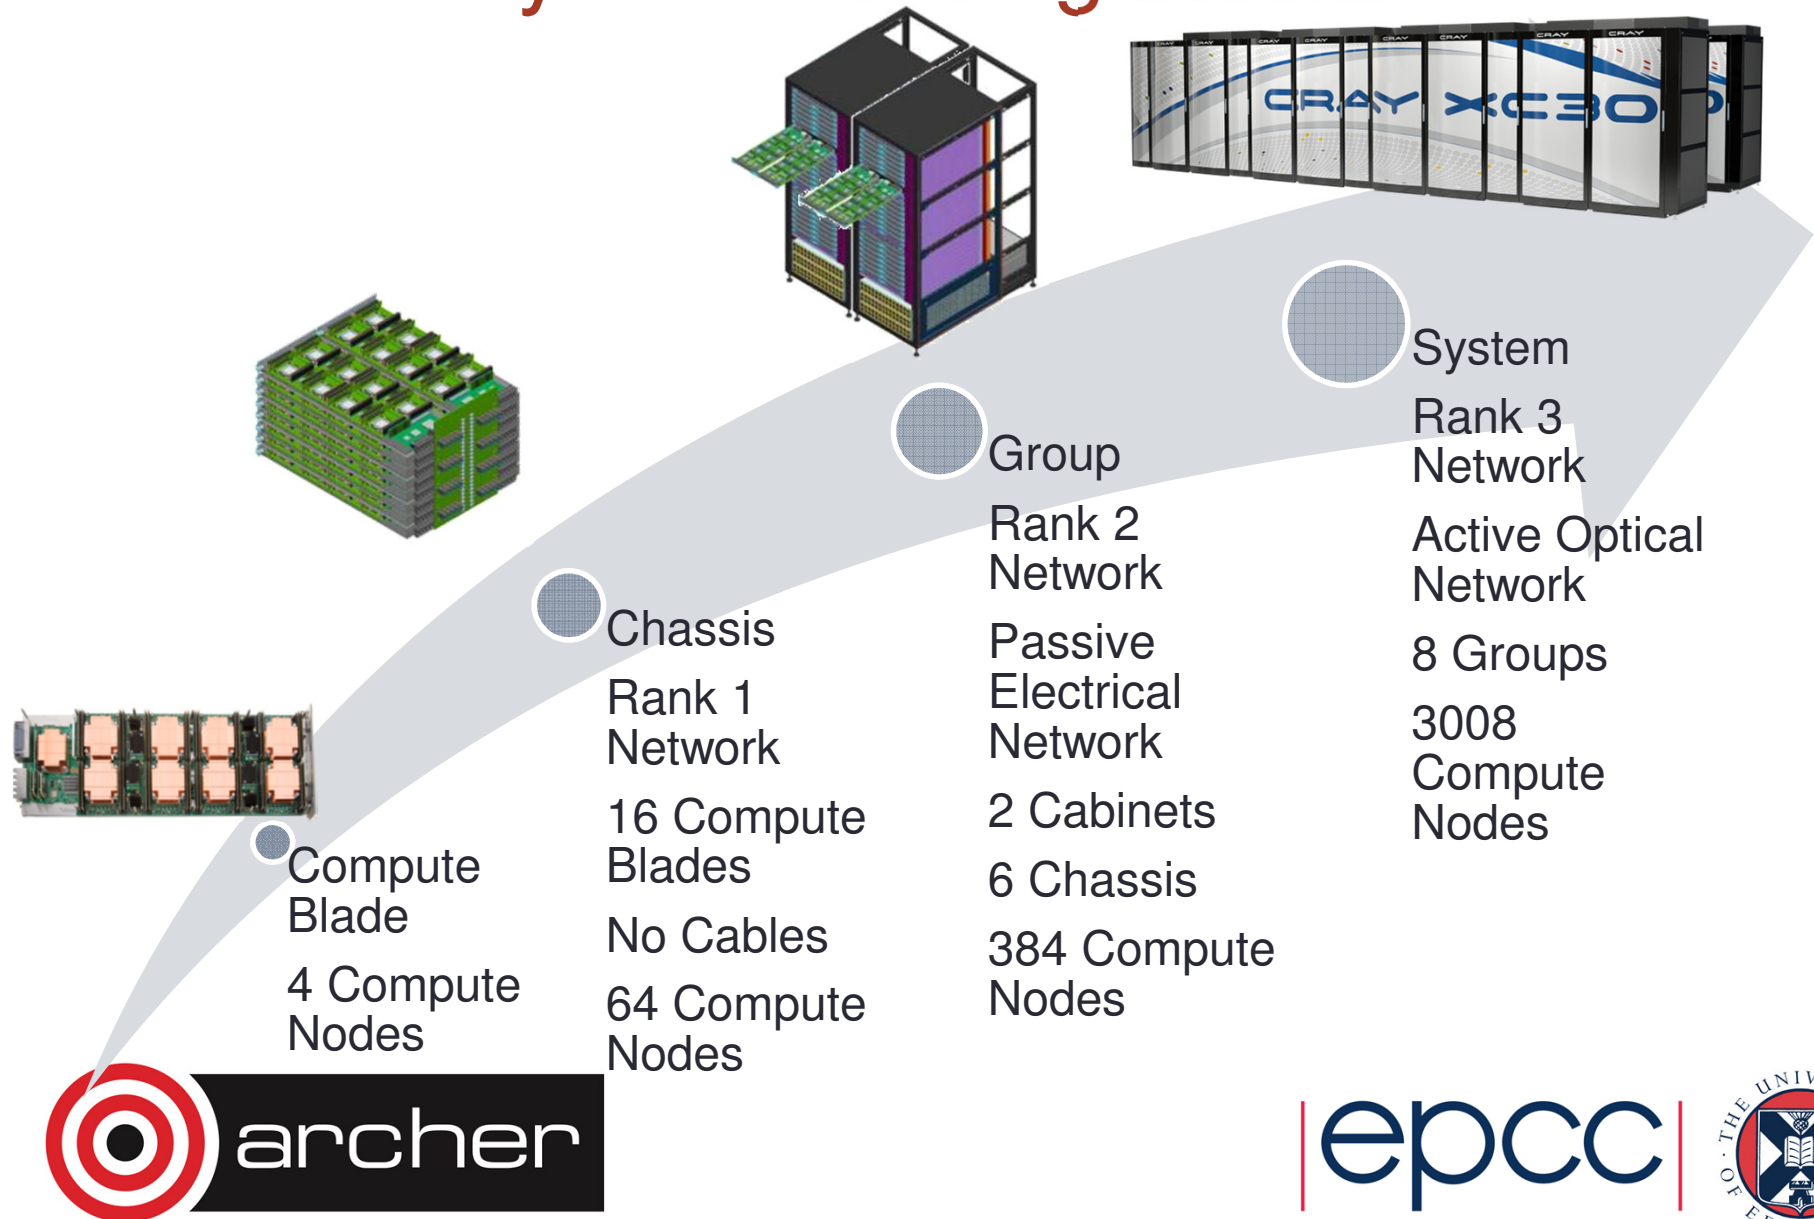 CRAY XC30
System
Rank 3
Network
Active Optical
Network
8 Groups
3008
Compute
Nodes
Group
Rank 2
Network
Passive
Electrical
Network
2 Cabinets
6 Chassis
384 Compute
Nodes
Chassis
Rank 1
Network
16 Compute
Blades
No Cables
64 Compute
Nodes
Compute
Blade
4 Compute
Nodes
archer
epcc
THE
OF